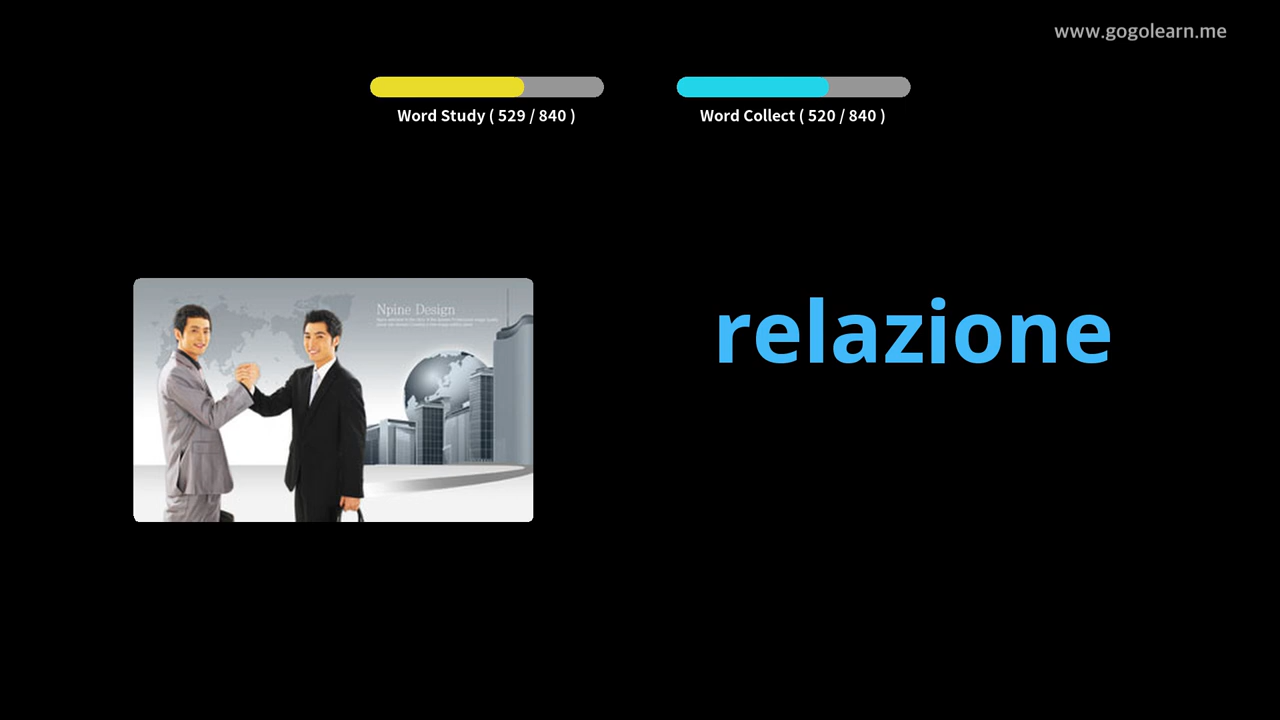 www.gogolearn.me
Word Study ( 529 / 840 )
Word Collect ( 520 / 840 )
Npine Design
relazione